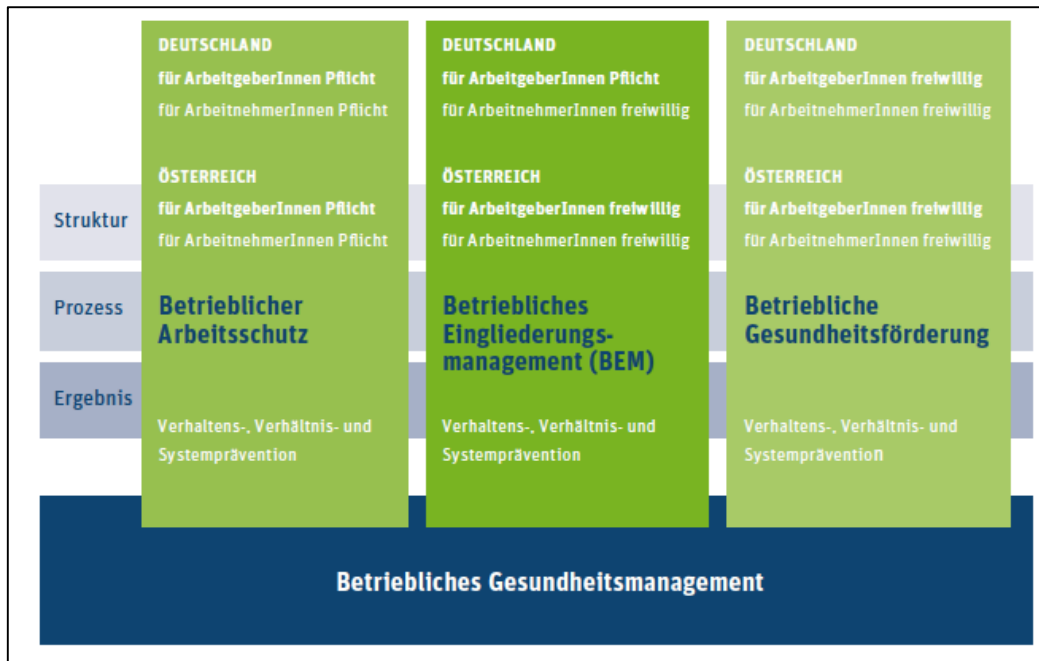 DEUTSCHLAND
für ArbeitgeberInnen Pflicht
für ArbeitnehmerInnen Pflicht
ÖSTERREICH
für ArbeitgeberInnen Pflicht
für ArbeitnehmerInnen Pflicht
Betrieblicher
Arbeitsschutz
Verhaltens-, Verhältnis- und
Systemprävention
DEUTSCHLAND
für ArbeitgeberInnen Pflicht
für ArbeitnehmerInnen freiwillig
ÖSTERREICH
für ArbeitgeberInnen freiwillig
für ArbeitnehmerInnen freiwillig
Betriebliches
Eingliederungs-
management (BEM)
Verhaltens-, Verhältnis- und
Systemprävention
DEUTSCHLAND
für ArbeitgeberInnen freiwillig
für ArbeitnehmerInnen freiwillig
ÖSTERREICH
für ArbeitgeberInnen freiwillig
für ArbeitnehmerInnen freiwillig
Betriebliche
Gesundheitsförderung
Verhaltens-, Verhältnis- und
Systemprävention
Struktur
Prozess
Ergebnis
Betriebliches Gesundheitsmanagement